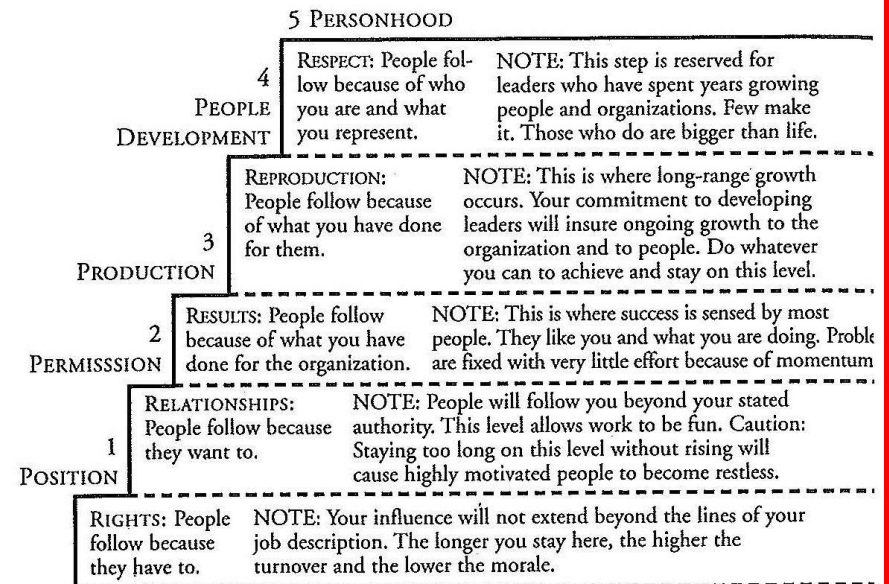 5 PERSONHOOD
4
PEOPLE
DEVELOPMENT
RESPECT: People fol-
low because of who
you are and what
you represent.
NOTE: This step is reserved for
leaders who have spent years growing
people and organizations. Few make
it. Those who do are bigger than life.
3
PRODUCTION
REPRODUCTION:
People follow because
of what you have done
for them.
NOTE: This is where long-range growth
occurs. Your commitment to developing
leaders will insure ongoing growth to the
organization and to people. Do whatever
you can to achieve and stay on this level.
2
PERMISSSION
RESULTS: People follow
because of what you have
done for the organization.
NOTE: This is where success is sensed by most
people. They like you and what you are doing. Proble
are fixed with very little effort because of momentum
1
POSITION
RELATIONSHIPS:
People follow because
they want to.
NOTE: People will follow you beyond your stated
authority. This level allows work to be fun. Caution:
Staying too long on this level without rising will
cause highly motivated people to become restless.
RIGHTS: People
follow because
they have to.
NOTE: Your influence will not extend beyond the lines of your
job description. The longer you stay here, the higher the
turnover and the lower the morale.